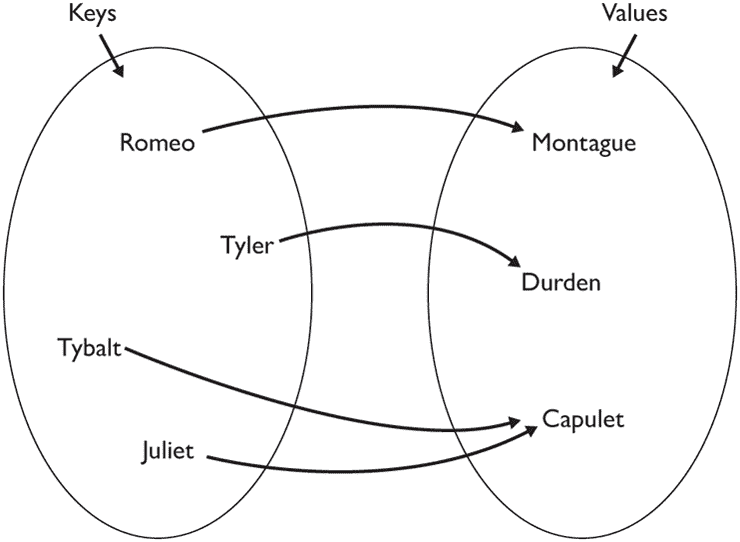 Keys
Values
Romeo
Montague
Tyler
Durden
Tybalt
Capulet
Juliet